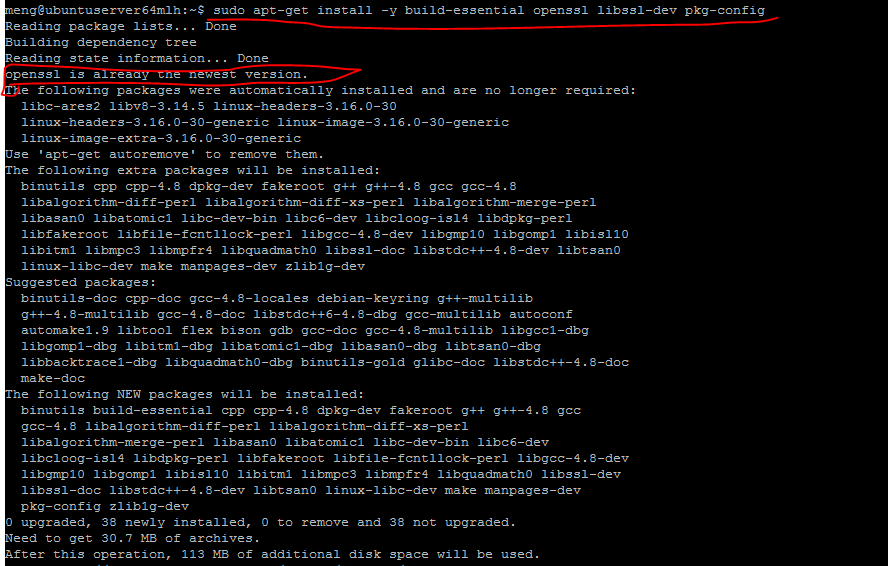 meng@ubuntuserver64mlh:~$ sudo apt-get install -y build-essential openssl libssl-dev pkg-config
Reading package lists... Done
Building dependency tree
Reading state information... Done
openssl is already the newest version.
The following packages were automatically installed and are no longer required:
  libc-ares2 libv8-3.14.5 linux-headers-3.16.0-30
  linux-headers-3.16.0-30-generic linux-image-3.16.0-30-generic
  linux-image-extra-3.16.0-30-generic
Use 'apt-get autoremove' to remove them.
The following extra packages will be installed:
  binutils cpp cpp-4.8 dpkg-dev fakeroot g++ g++-4.8 gcc gcc-4.8
  libalgorithm-diff-perl libalgorithm-diff-xs-perl libalgorithm-merge-perl
  libasan0 libatomic1 libc-dev-bin libc6-dev libcloog-isl4 libdpkg-perl
  libfakeroot libfile-fcntllock-perl libgcc-4.8-dev libgmp10 libgomp1 libisl10
  libitm1 libmpc3 libmpfr4 libquadmath0 libssl-doc libstdc++-4.8-dev libtsan0
  linux-libc-dev make manpages-dev zlib1g-dev
Suggested packages:
  binutils-doc cpp-doc gcc-4.8-locales debian-keyring g++-multilib
  g++-4.8-multilib gcc-4.8-doc libstdc++6-4.8-dbg gcc-multilib autoconf
  automake1.9 libtool flex bison gdb gcc-doc gcc-4.8-multilib libgcc1-dbg
  libgomp1-dbg libitm1-dbg libatomic1-dbg libasan0-dbg libtsan0-dbg
  libbacktrace1-dbg libquadmath0-dbg binutils-gold glibc-doc libstdc++-4.8-doc
  make-doc
The following NEW packages will be installed:
  binutils build-essential cpp cpp-4.8 dpkg-dev fakeroot g++ g++-4.8 gcc
  gcc-4.8 libalgorithm-diff-perl libalgorithm-diff-xs-perl
  libalgorithm-merge-perl libasan0 libatomic1 libc-dev-bin libc6-dev
  libcloog-isl4 libdpkg-perl libfakeroot libfile-fcntllock-perl libgcc-4.8-dev
  libgmp10 libgomp1 libisl10 libitm1 libmpc3 libmpfr4 libquadmath0 libssl-dev
  libssl-doc libstdc++-4.8-dev libtsan0 linux-libc-dev make manpages-dev
  pkg-config zlib1g-dev
0 upgraded, 38 newly installed, 0 to remove and 38 not upgraded.
Need to get 30.7 MB of archives.
After this operation, 113 MB of additional disk space will be used.